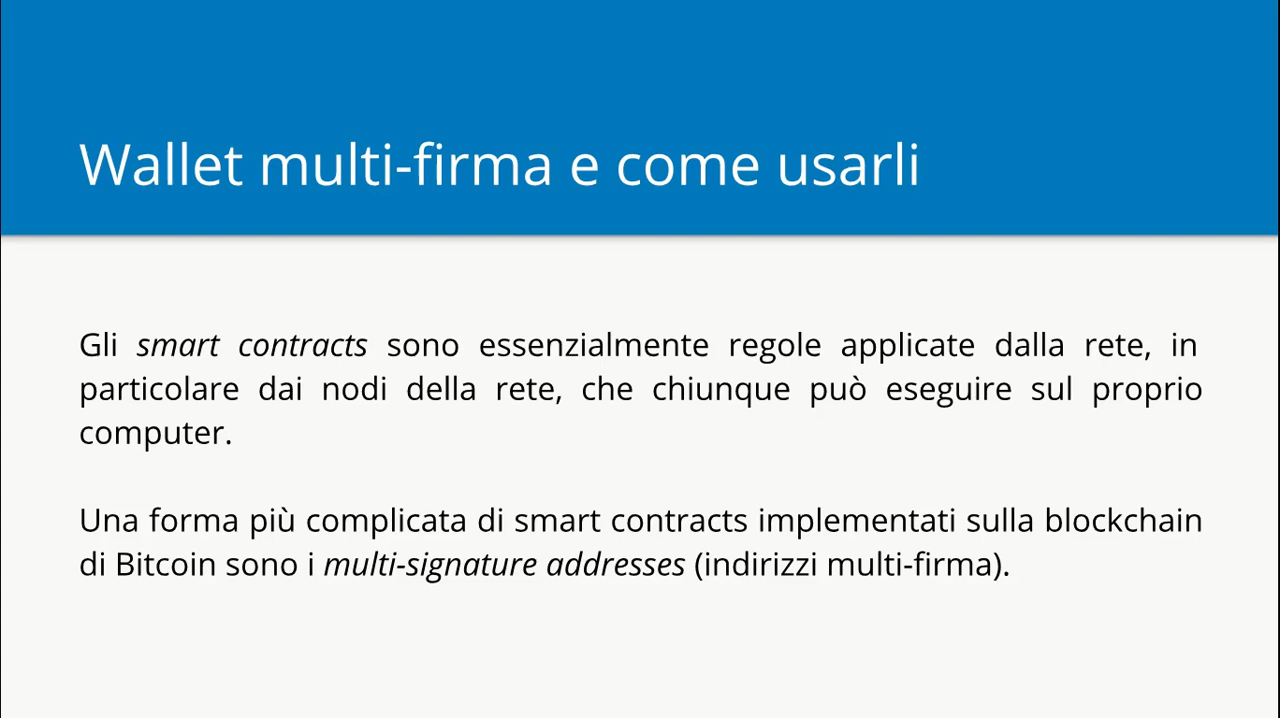 Wallet multi-firma e come usarli
Gli smart contracts sono essenzialmente regole applicate dalla rete, in
particolare dai nodi della rete, che chiunque può eseguire sul proprio
computer.
Una forma più complicata di smart contracts implementati sulla blockchain
di Bitcoin sono i multi-signature addresses (indirizzi multi-firma).